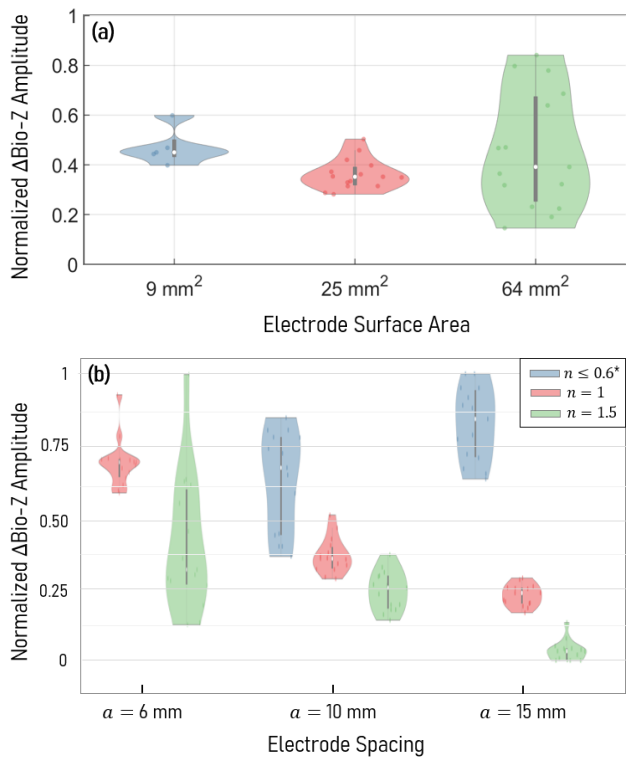 (a)
Normalized ΔBio-Z Amplitude
1
0.8
0.6
0.4
0.2
0
9 mm²
25 mm²
64 mm²
Electrode Surface Area
(b)
Normalized ΔBio-Z Amplitude
1
0.75
0.50
0.25
0
n ≤ 0.6*
n = 1
n = 1.5
a = 6 mm
a = 10 mm
a = 15 mm
Electrode Spacing